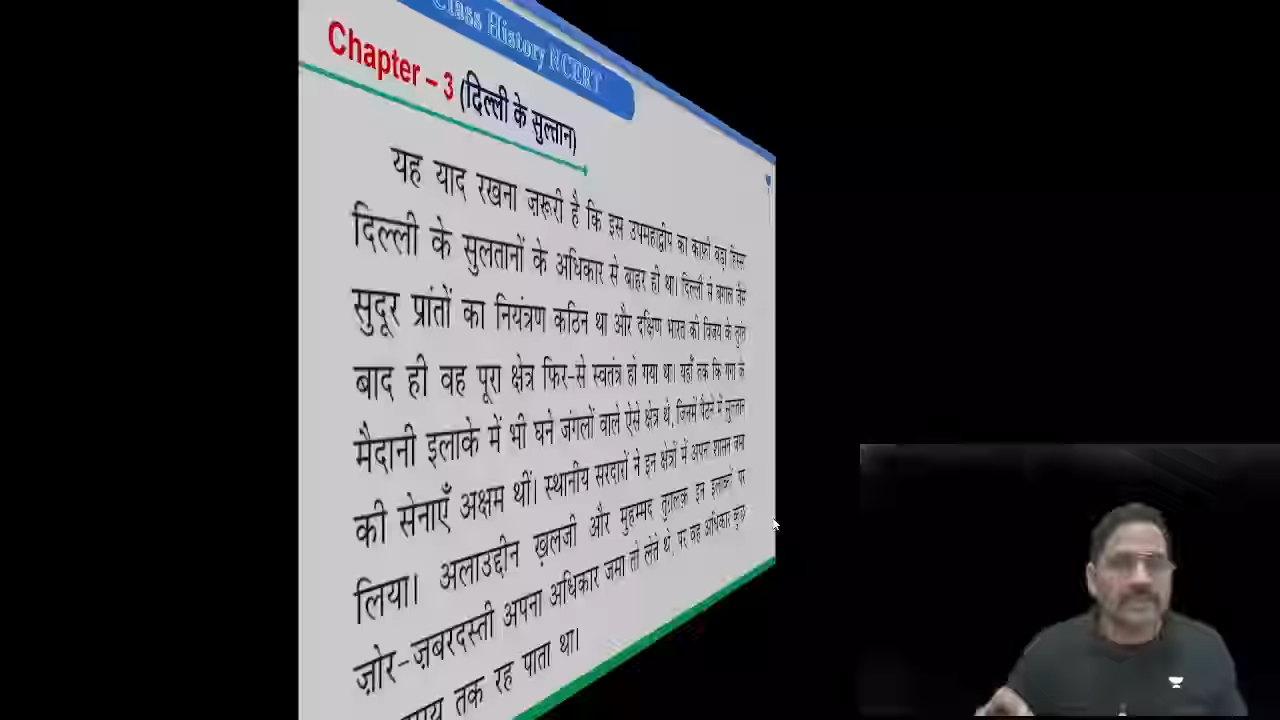 Class History NCERT
Chapter – 3 (दिल्ली के सुल्तान)
यह याद रखना ज़रूरी है कि इस उपमहाद्वीप का काफ़ी बड़ा हिस्सा
दिल्ली के सुलतानों के अधिकार से बाहर ही था। दिल्ली से बंगाल जैसे
सुदूर प्रांतों का नियंत्रण कठिन था और दक्षिण भारत की विजय के तुरंत
बाद ही वह पूरा क्षेत्र फिर-से स्वतंत्र हो गया था। यहाँ तक कि गंगा के
मैदानी इलाके में भी घने जंगलों वाले ऐसे क्षेत्र थे, जिनमें पैठने में सुलतान
की सेनाएँ अक्षम थीं। स्थानीय सरदारों ने इन क्षेत्रों में अपना शासन जमा
लिया। अलाउद्दीन ख़लजी और मुहम्मद तुग़लक़ इन इलाकों पर
ज़ोर-ज़बरदस्ती अपना अधिकार जमा तो लेते थे, पर वह अधिकार कुछ
समय तक रह पाता था।